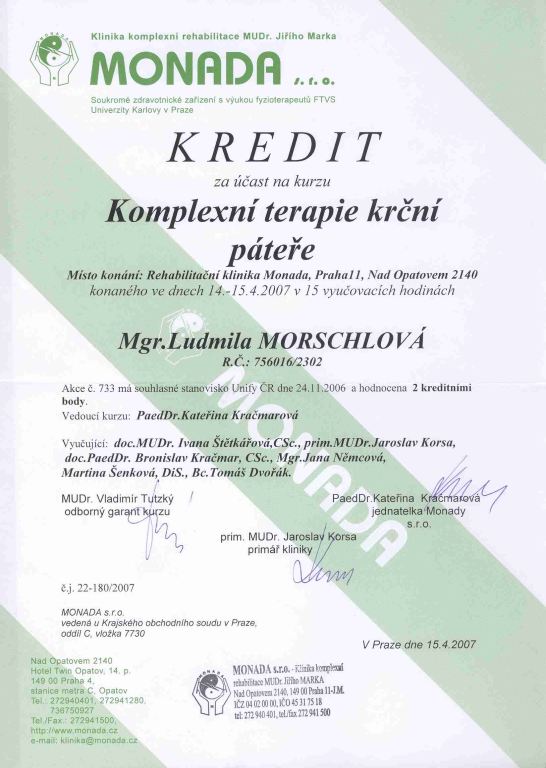 Klinika komplexní rehabilitace MUDr. Jiřího Marka
MONADA s.r.o.
Soukromé zdravotnické zařízení s výukou fyzioterapeutů FTVS
Univerzity Karlovy v Praze
KREDIT
za účast na kurzu
Komplexní terapie krční
páteře
Místo konání: Rehabilitační klinika Monada, Praha11, Nad Opatovem 2140
konaného ve dnech 14.-15.4.2007 v 15 vyučovacích hodinách
Mgr.Ludmila MORSCHLOVÁ
R.Č.: 756016/2302
Akce č. 733 má souhlasné stanovisko Unify ČR dne 24.11.2006 a hodnocena 2 kreditními
body.
Vedoucí kurzu: PaedDr.Kateřina Kračmarová
Vyučující: doc.MUDr. Ivana Štětkářová,CSc., prim.MUDr.Jaroslav Korsa,
doc.PaedDr. Bronislav Kračmar, CSc., Mgr.Jana Němcová,
Martina Šenková, DiS., Bc.Tomáš Dvořák.
MONADA
MUDr. Vladimír Tutzký
odborný garant kurzu
PaedDr.Kateřina Kračmarová
jednatelka Monady
s.r.o.
prim. MUDr. Jaroslav Korsa
primář kliniky
č.j. 22-180/2007
MONADA s.r.o.
vedená u Krajského obchodního soudu v Praze,
oddíl C, vložka 7730
V Praze dne 15.4.2007
Nad Opatovem 2140
Hotel Twin Opatov, 14. p.
149 00 Praha 4,
stanice metra C, Opatov
Tel.: 272940401, 272941280,
736750927
Tel./Fax.: 272941500,
http://www.monada.cz
e-mail: klinika@monada.cz
MONADA s.r.o. - Klinika komplexní
rehabilitace MUDr. Jiřího MARKA
Nad Opatovem 2140, 149 00 Praha 11-J.M.
IČZ 04 02 00 00, IČO 45 31 75 18
tel: 272 940 401, tel./fax 272 941 500